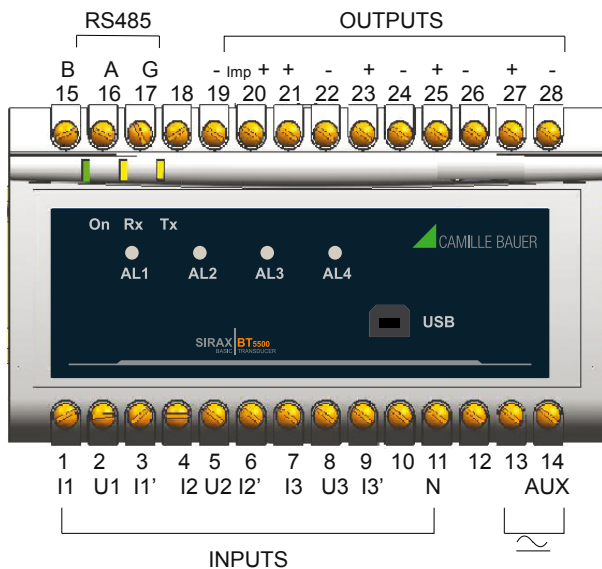 RS485 OUTPUTS
B A G - Imp + + - + - + - + -
15 16 17 18 19 20 21 22 23 24 25 26 27 28
On Rx Tx
CAMILLE BAUER
AL1 AL2 AL3 AL4
USB
SIRAX BT5500
BASIC TRANSDUCER
1 2 3 4 5 6 7 8 9 10 11 12 13 14
I1 U1 I1’ I2 U2 I2’ I3 U3 I3’ N AUX
INPUTS